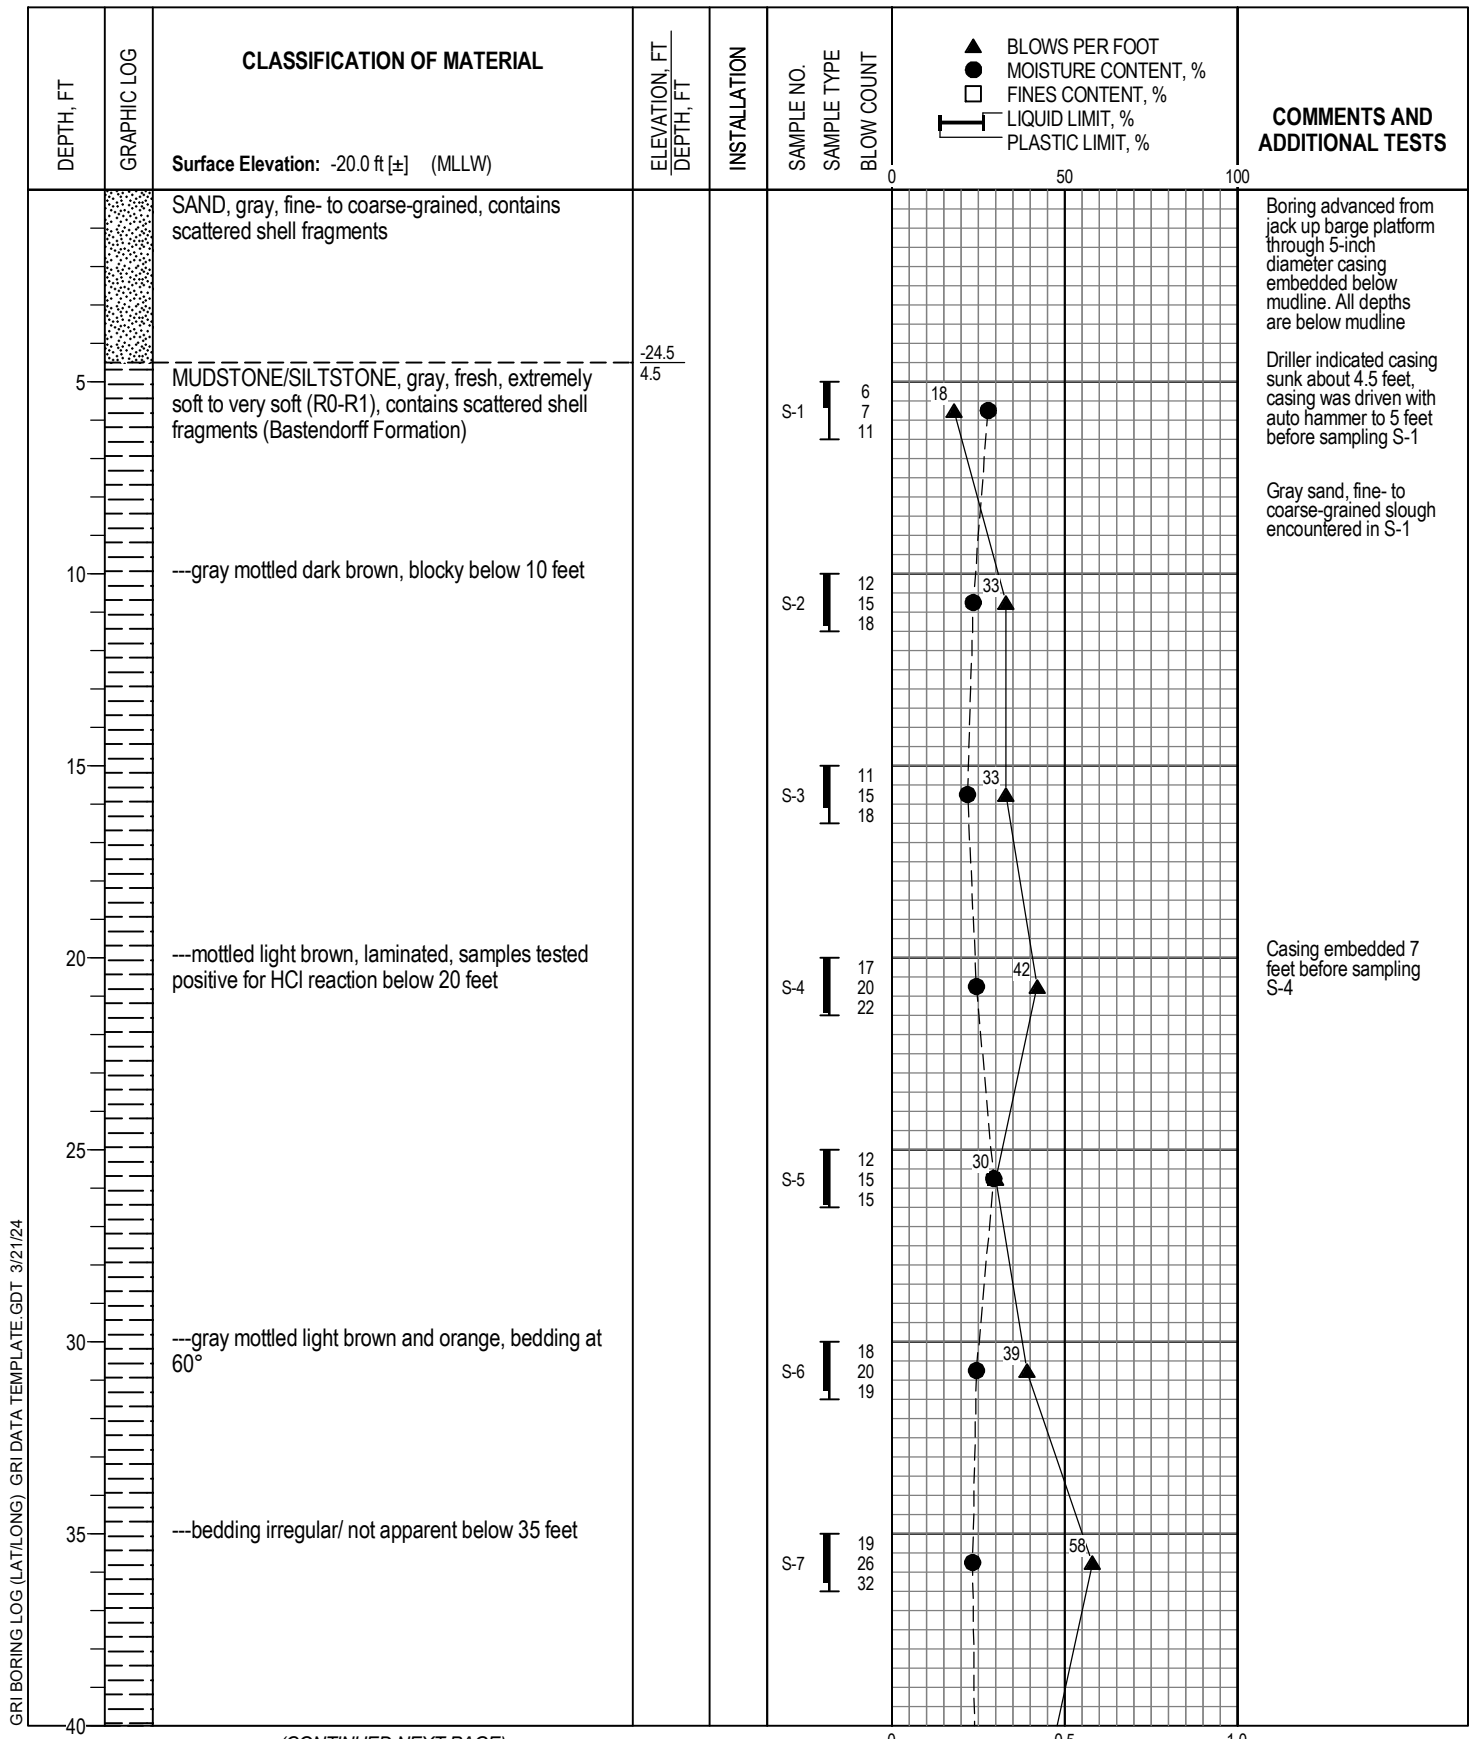 DEPTH, FT
GRAPHIC LOG
CLASSIFICATION OF MATERIAL
Surface Elevation: -20.0 ft [±] (MLLW)
ELEVATION, FT
DEPTH, FT
INSTALLATION
SAMPLE NO.
SAMPLE TYPE
BLOW COUNT
BLOWS PER FOOT
MOISTURE CONTENT, %
FINES CONTENT, %
LIQUID LIMIT, %
PLASTIC LIMIT, %
0 50 100
COMMENTS AND
ADDITIONAL TESTS
SAND, gray, fine- to coarse-grained, contains
scattered shell fragments
Boring advanced from
jack up barge platform
through 5-inch
diameter casing
embedded below
mudline. All depths
are below mudline
-24.5
4.5
5
MUDSTONE/SILTSTONE, gray, fresh, extremely
soft to very soft (R0-R1), contains scattered shell
fragments (Bastendorff Formation)
S-1
6
7
11
18
Driller indicated casing
sunk about 4.5 feet,
casing was driven with
auto hammer to 5 feet
before sampling S-1
Gray sand, fine- to
coarse-grained slough
encountered in S-1
10
---gray mottled dark brown, blocky below 10 feet
S-2
12
15
18
33
15
S-3
11
15
18
33
20
---mottled light brown, laminated, samples tested
positive for HCl reaction below 20 feet
S-4
17
20
22
42
Casing embedded 7
feet before sampling
S-4
25
S-5
12
15
15
30
30
---gray mottled light brown and orange, bedding at
60°
S-6
18
20
19
39
35
---bedding irregular/ not apparent below 35 feet
S-7
19
26
32
58
40
(CONTINUED NEXT PAGE)
0 0.5 1.0
GRI BORING LOG (LAT/LONG) GRI DATA TEMPLATE.GDT 3/21/24